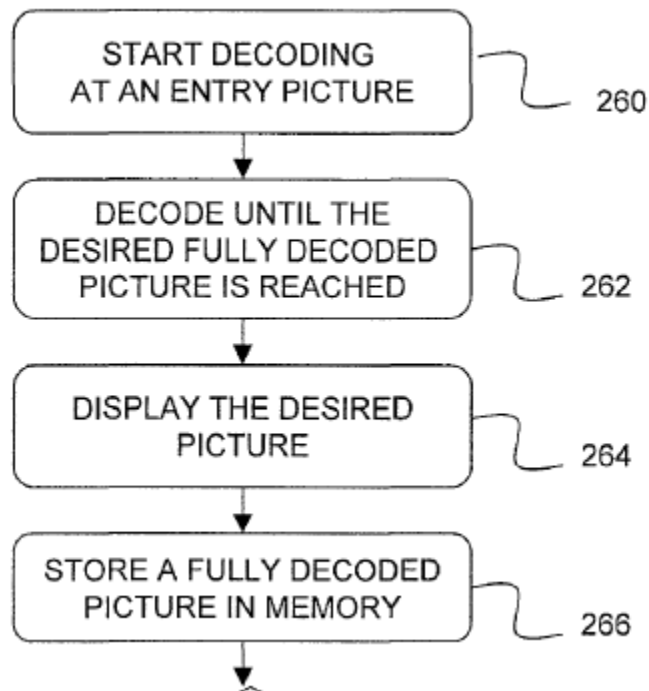 START DECODING
AT AN ENTRY PICTURE
260
DECODE UNTIL THE
DESIRED FULLY DECODED
PICTURE IS REACHED
262
DISPLAY THE DESIRED
PICTURE
264
STORE A FULLY DECODED
PICTURE IN MEMORY
266